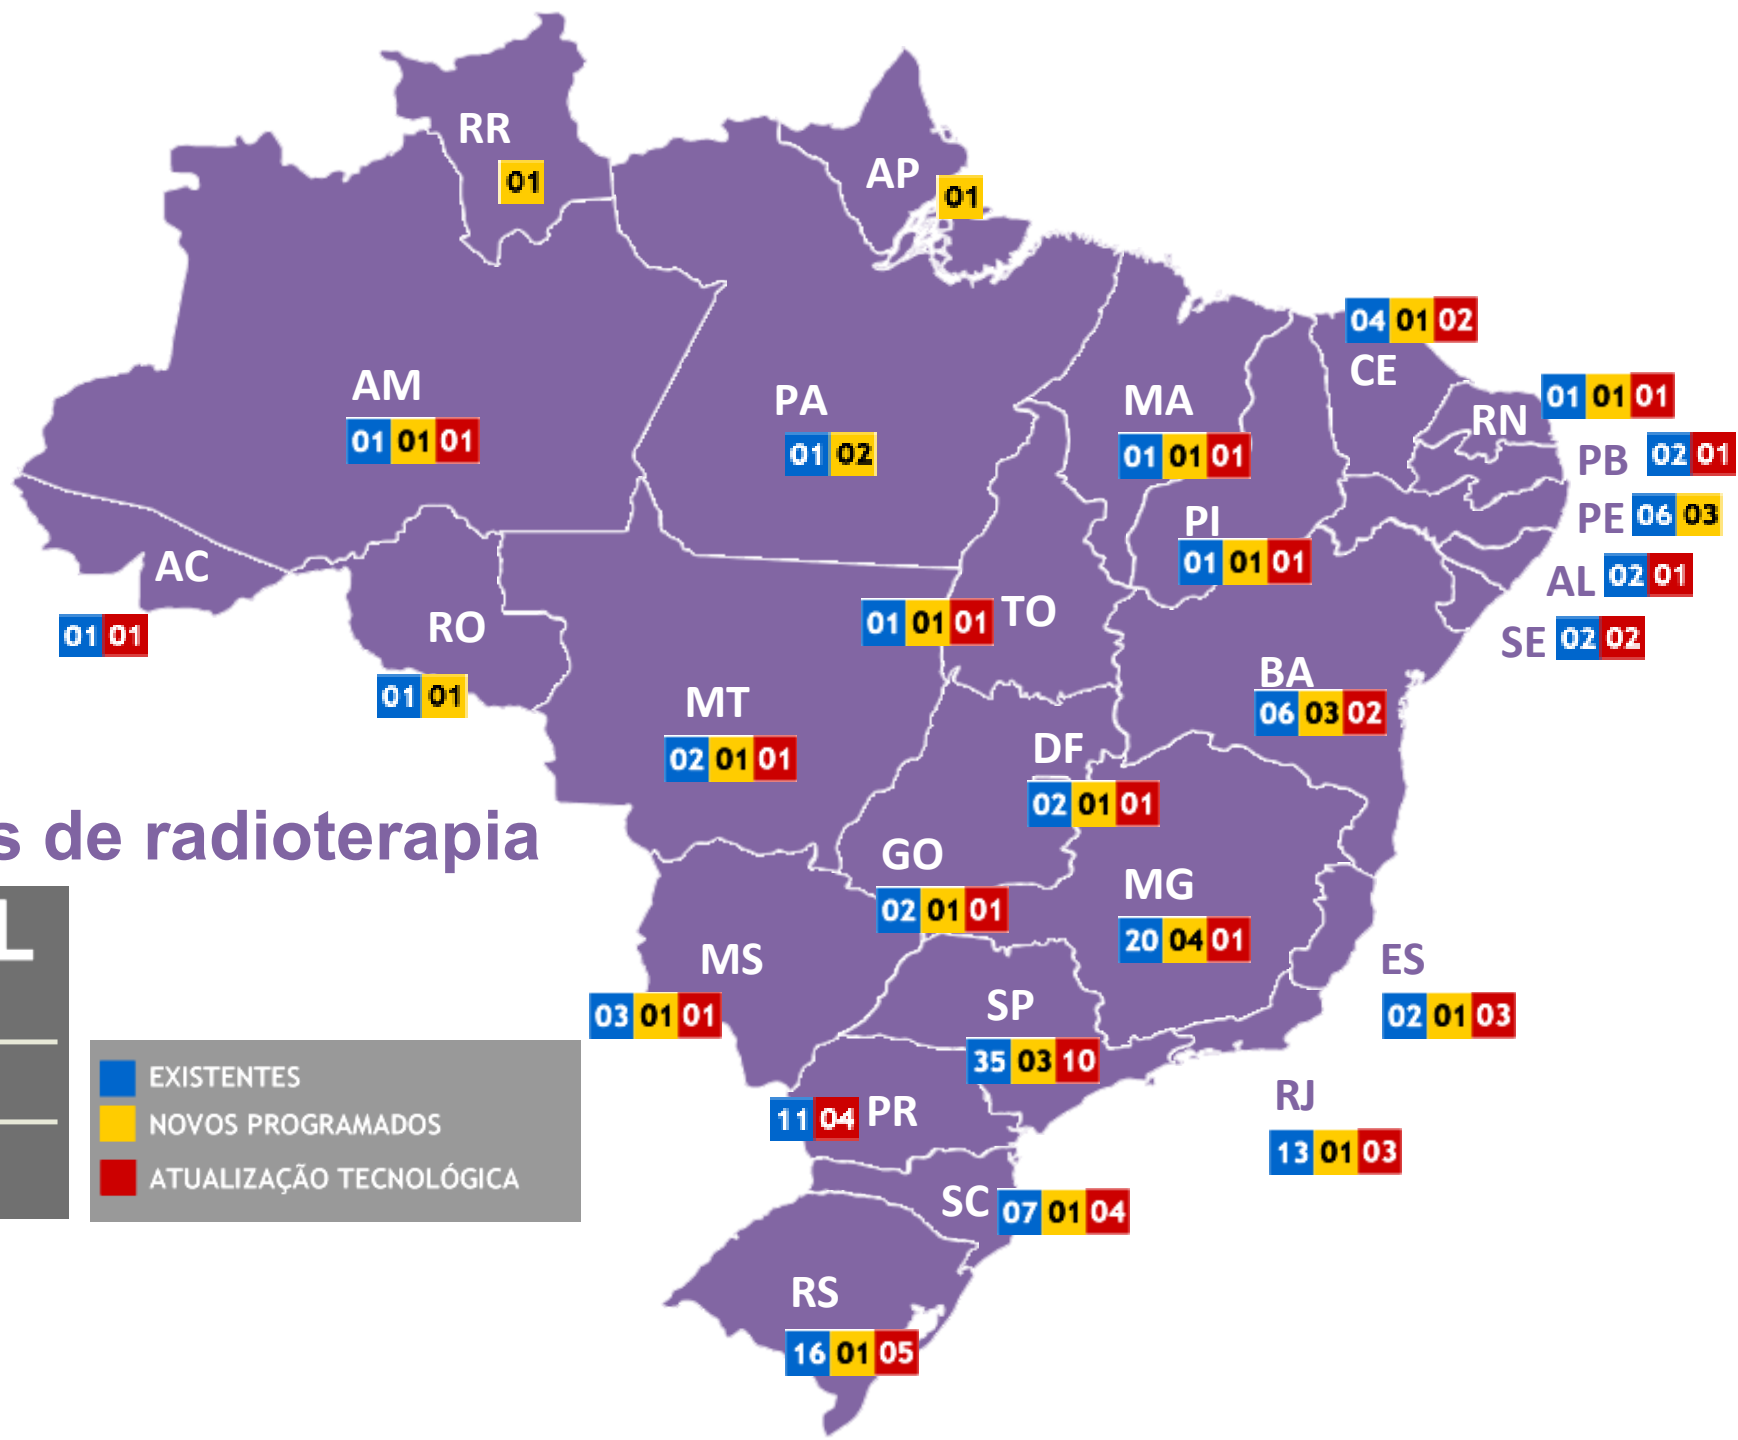 RR
01
AP
01
04 01 02
CE
AM
01 01 01
PA
01 02
MA
01 01 01
01 01 01
RN
PB 02 01
PI
01 01 01
PE 06 03
AC
01 01
AL 02 01
RO
01 01
01 01 01 TO
SE 02 02
BA
06 03 02
MT
02 01 01
DF
02 01 01
de radioterapia
GO
02 01 01
MG
20 04 01
L
MS
03 01 01
SP
35 03 10
ES
02 01 03
EXISTENTES
NOVOS PROGRAMADOS
ATUALIZAÇÃO TECNOLÓGICA
11 04 PR
RJ
13 01 03
SC 07 01 04
RS
16 01 05